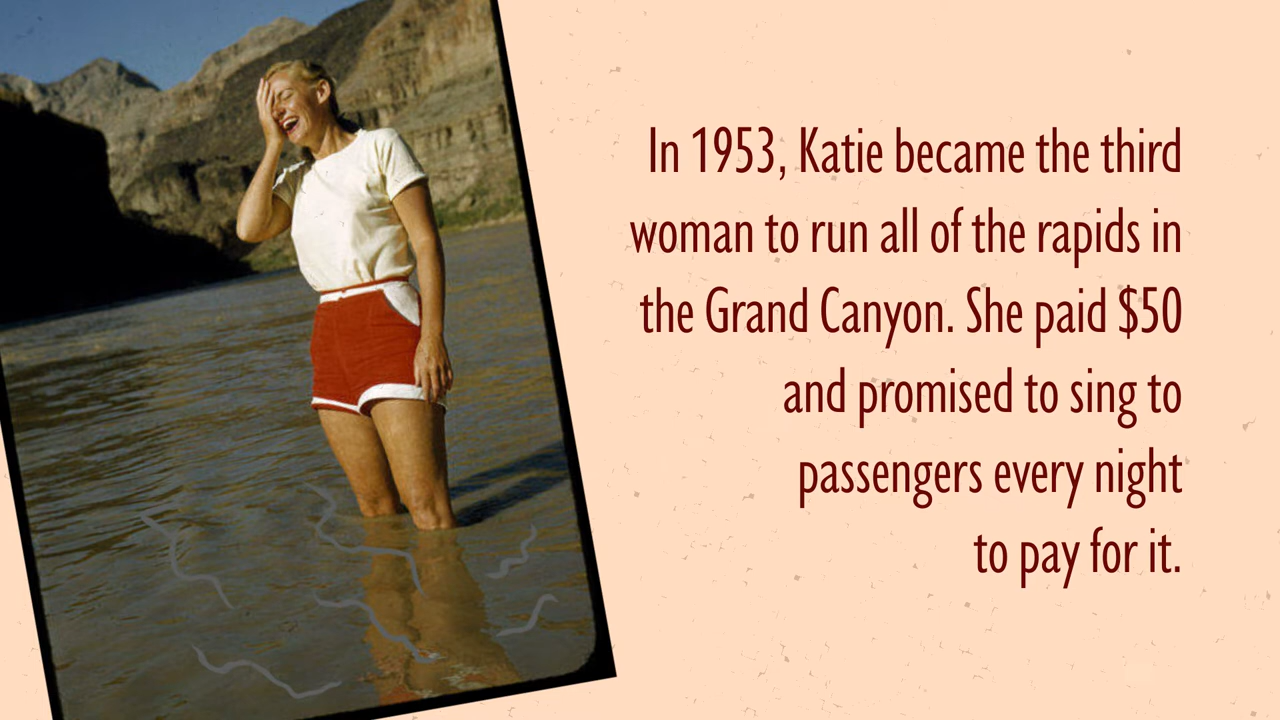 In 1953, Katie became the third
woman to run all of the rapids in
the Grand Canyon. She paid $50
and promised to sing to
passengers every night
to pay for it.